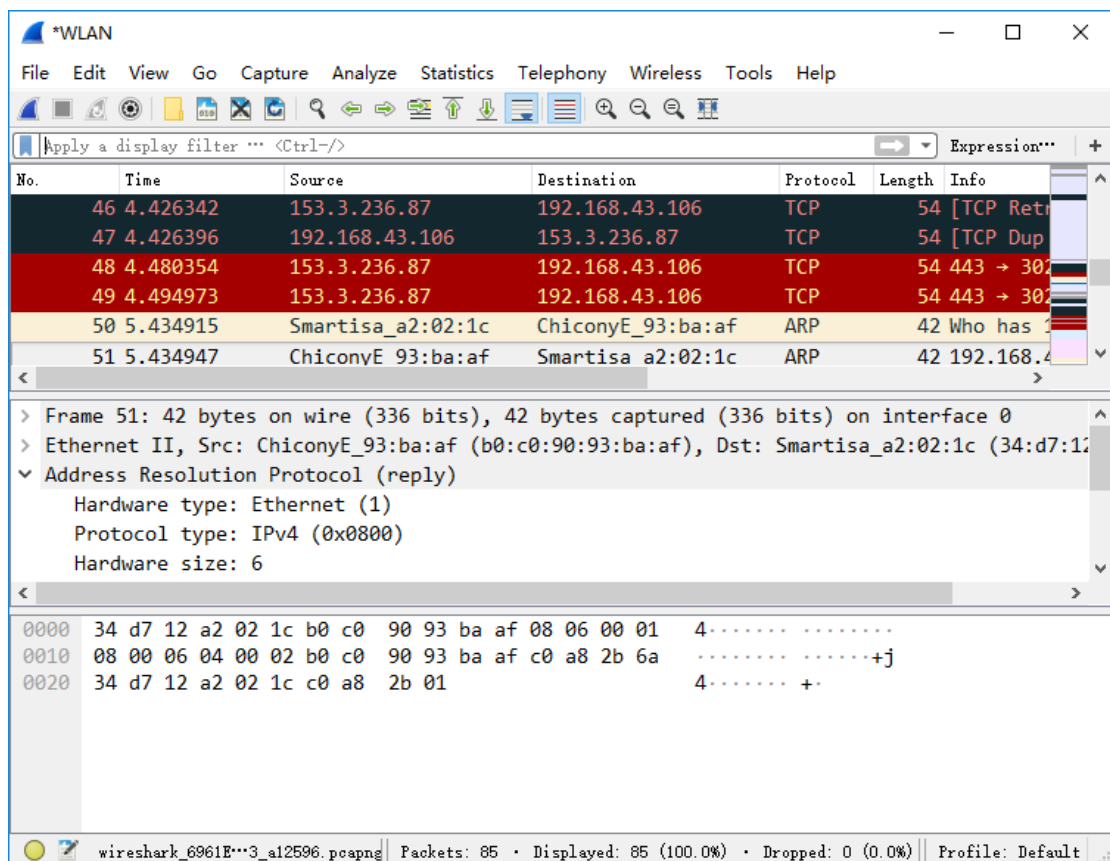 *WLAN
File Edit View Go Capture Analyze Statistics Telephony Wireless Tools Help
Apply a display filter ··· <Ctrl-/> Expression··· +
No. Time Source Destination Protocol Length Info
46 4.426342 153.3.236.87 192.168.43.106 TCP 54 [TCP Retr
47 4.426396 192.168.43.106 153.3.236.87 TCP 54 [TCP Dup
48 4.480354 153.3.236.87 192.168.43.106 TCP 54 443 → 302
49 4.494973 153.3.236.87 192.168.43.106 TCP 54 443 → 302
50 5.434915 Smartisa_a2:02:1c ChiconyE_93:ba:af ARP 42 Who has 1
51 5.434947 ChiconyE_93:ba:af Smartisa_a2:02:1c ARP 42 192.168.4
Frame 51: 42 bytes on wire (336 bits), 42 bytes captured (336 bits) on interface 0
Ethernet II, Src: ChiconyE_93:ba:af (b0:c0:90:93:ba:af), Dst: Smartisa_a2:02:1c (34:d7:12
Address Resolution Protocol (reply)
Hardware type: Ethernet (1)
Protocol type: IPv4 (0x0800)
Hardware size: 6
0000 34 d7 12 a2 02 1c b0 c0 90 93 ba af 08 06 00 01 4······· ········
0010 08 00 06 04 00 02 b0 c0 90 93 ba af c0 a8 2b 6a ········ ······+j
0020 34 d7 12 a2 02 1c c0 a8 2b 01 4······· +·
wireshark_6961E···3_a12596.pcapng Packets: 85 · Displayed: 85 (100.0%) · Dropped: 0 (0.0%) Profile: Default